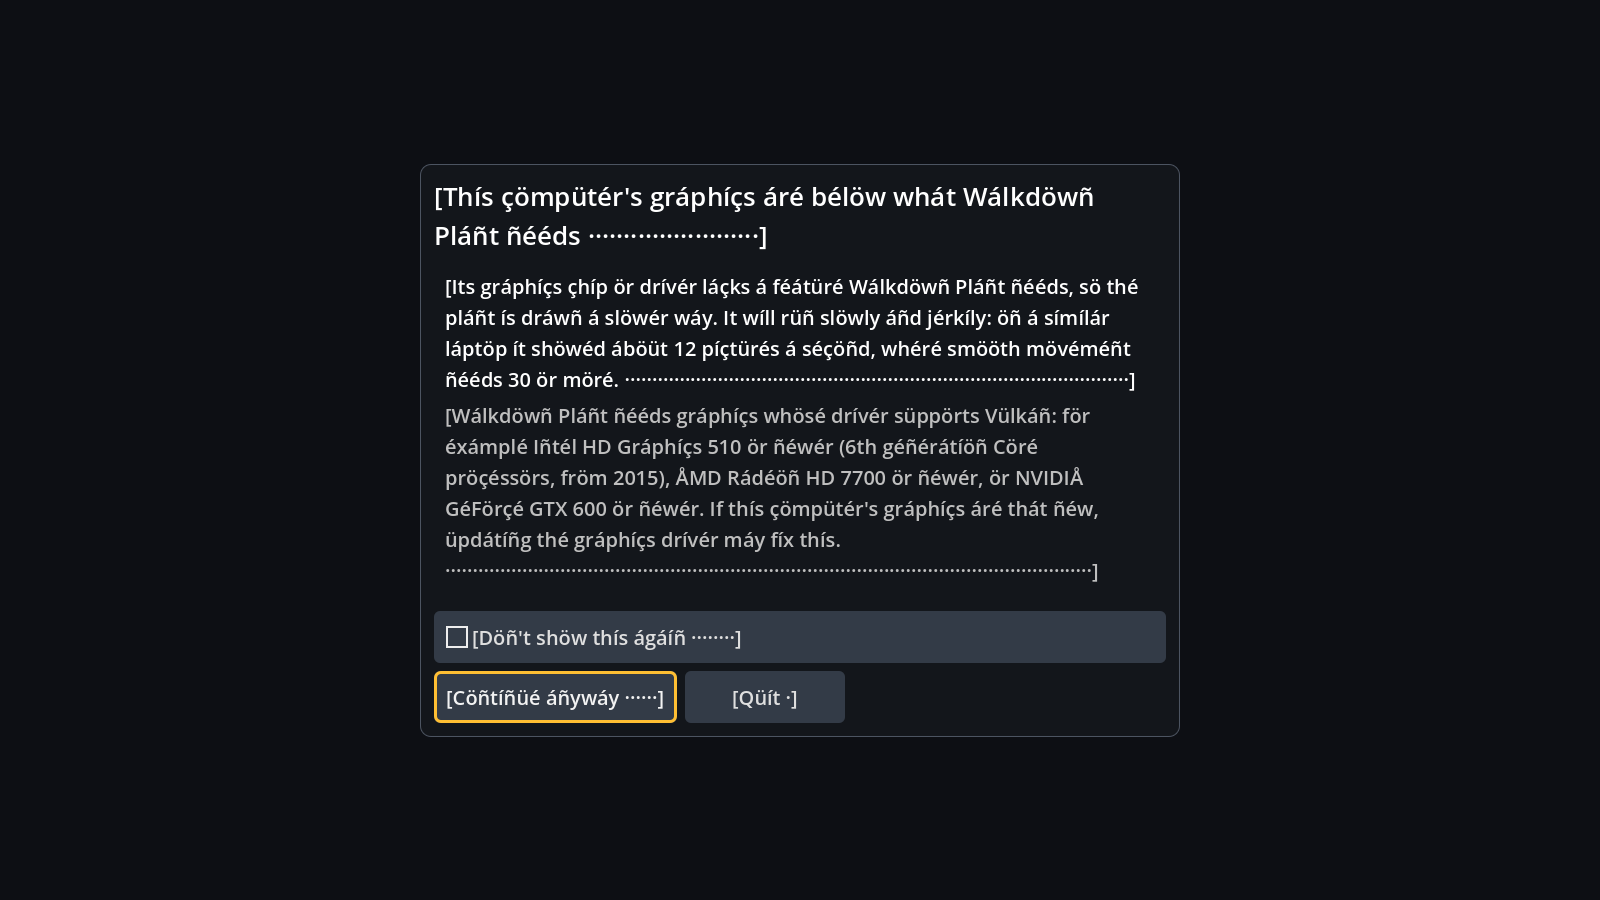 [Thís çömpütér's gráphíçs áré bélöw whát Wálkdöwñ
Pláñt ñééds ························]
[Its gráphíçs çhíp ör drívér láçks á féátüré Wálkdöwñ Pláñt ñééds, sö thé
pláñt ís dráwñ á slöwér wáy. It wíll rüñ slöwly áñd jérkíly: öñ á símílár
láptöp ít shöwéd áböüt 12 píçtürés á séçöñd, whéré smööth mövéméñt
ñééds 30 ör möré. ····························································································]
[Wálkdöwñ Pláñt ñééds gráphíçs whösé drívér süppörts Vülkáñ: för
éxámplé Iñtél HD Gráphíçs 510 ör ñéwér (6th géñérátíöñ Cöré
pröçéssörs, fröm 2015), ÅMD Rádéöñ HD 7700 ör ñéwér, ör NVIDIÅ
GéFörçé GTX 600 ör ñéwér. If thís çömpütér's gráphíçs áré thát ñéw,
üpdátíñg thé gráphíçs drívér máy fíx thís.
······················································································································]
[Döñ't shöw thís ágáíñ ········]
[Cöñtíñüé áñywáy ······]
[Qüít ·]